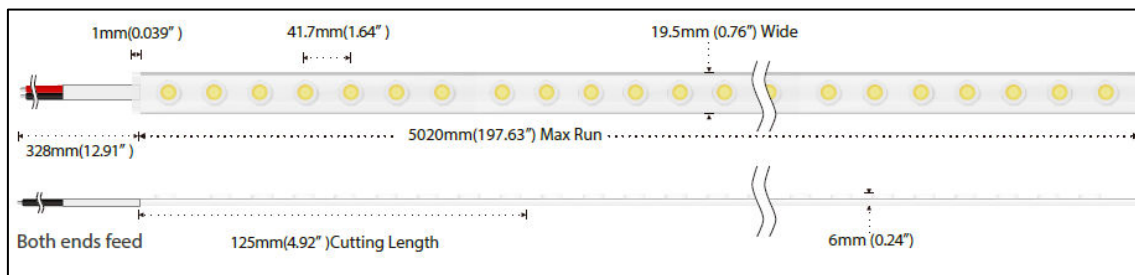 1mm(0.039″ )
41.7mm(1.64″ )
19.5mm(0.76″) Wide
5020mm(197.63″) Max Run
328mm(12.91″ )
Both ends feed
125mm(4.92″ )Cutting Length
6mm (0.24″)